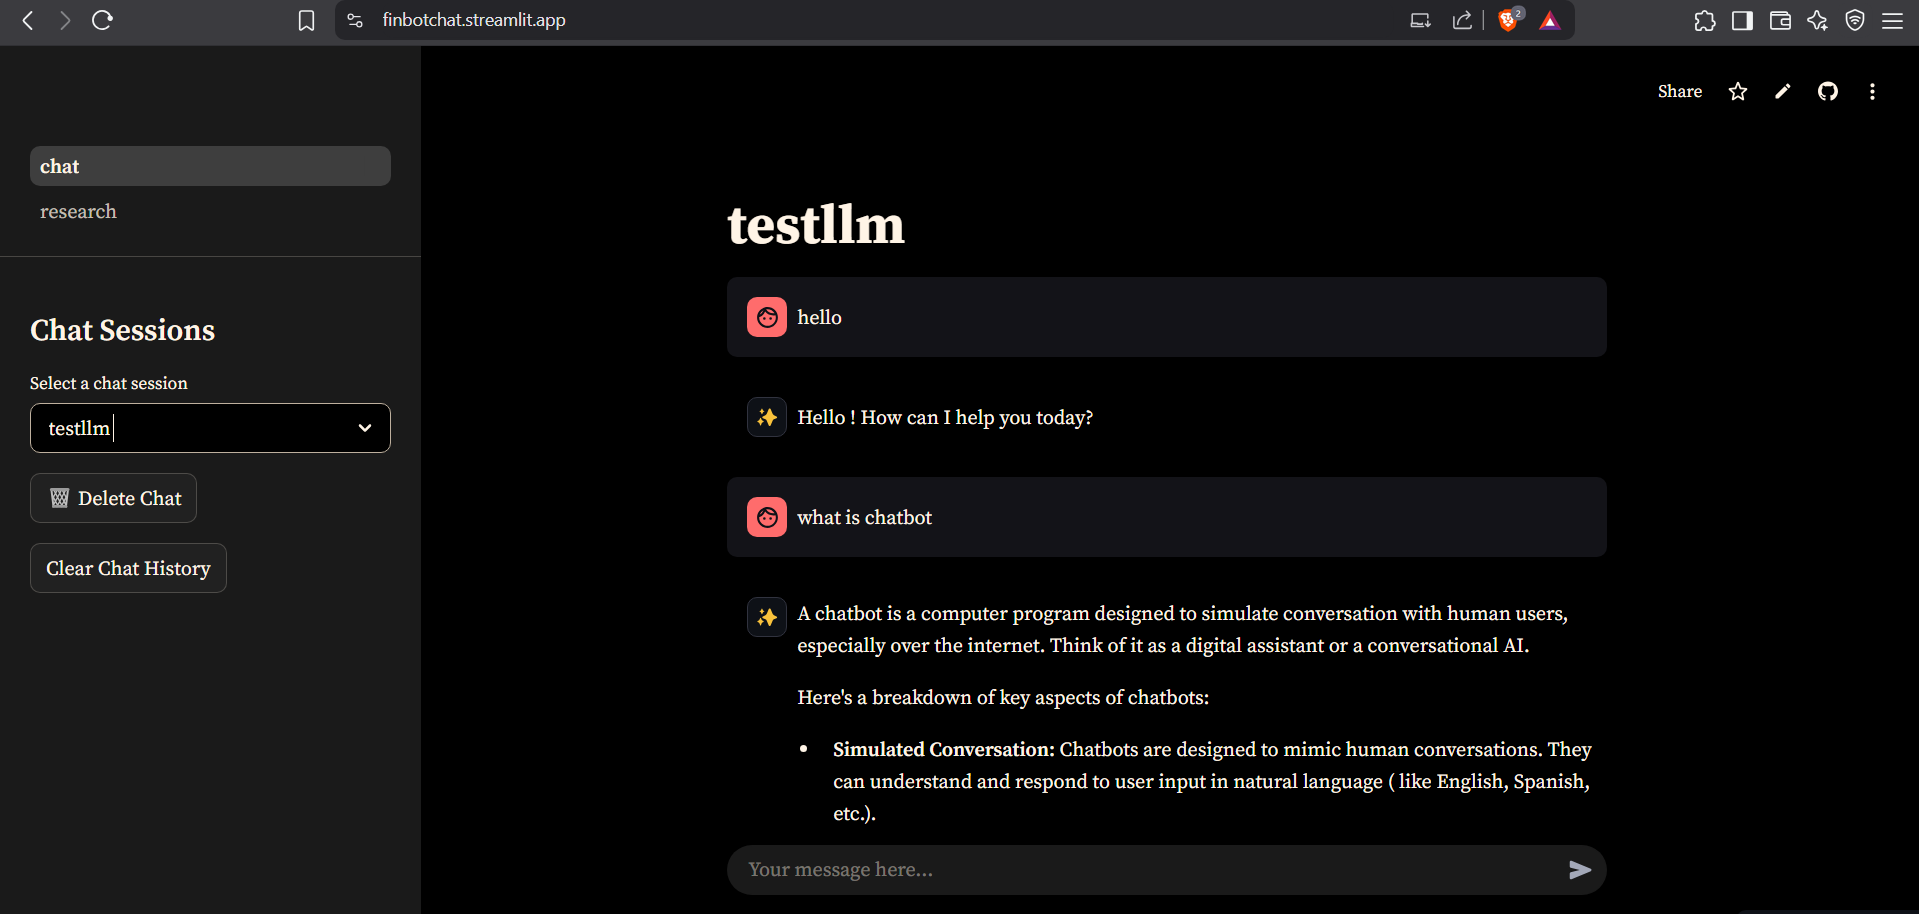 finbotchat.streamlit.app
2
Share
chat
research
testllm
hello
Chat Sessions
Select a chat session
testllm
Hello ! How can I help you today?
Delete Chat
what is chatbot
Clear Chat History
A chatbot is a computer program designed to simulate conversation with human users,
especially over the internet. Think of it as a digital assistant or a conversational AI.
Here's a breakdown of key aspects of chatbots:
• Simulated Conversation: Chatbots are designed to mimic human conversations. They
can understand and respond to user input in natural language ( like English, Spanish,
etc.).
Your message here...